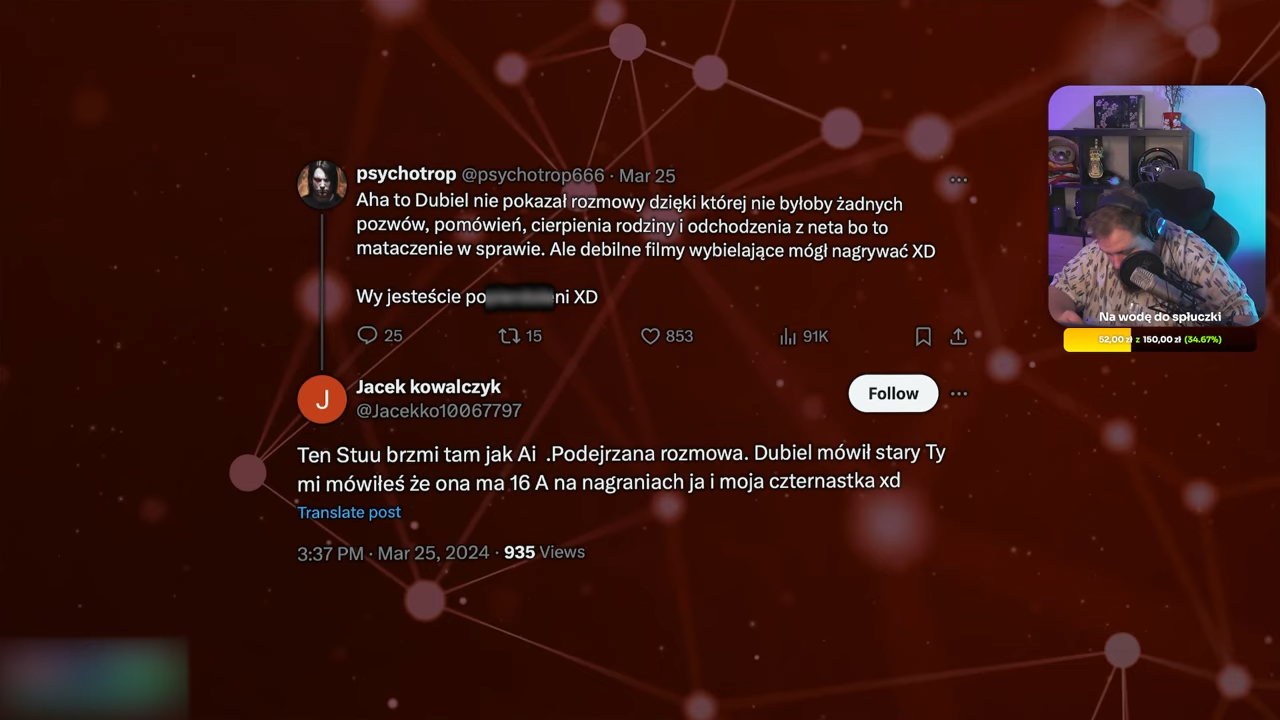 psychotrop @psychotrop666 · Mar 25
Aha to Dubiel nie pokazał rozmowy dzięki której nie byłoby żadnych
pozwów, pomówień, cierpienia rodziny i odchodzenia z neta bo to
mataczenie w sprawie. Ale debilne filmy wybielające mógł nagrywać XD
Wy jesteście po ni XD
25 15 853 91K
J
Jacek kowalczyk
@Jacekko10067797
Follow
Ten Stuu brzmi tam jak Ai .Podejrzana rozmowa. Dubiel mówił stary Ty
mi mówiłeś że ona ma 16 A na nagraniach ja i moja czternastka xd
Translate post
3:37 PM · Mar 25, 2024 · 935 Views
Na wodę do spłuczki
52,00 zł z 150,00 zł (34.67%)